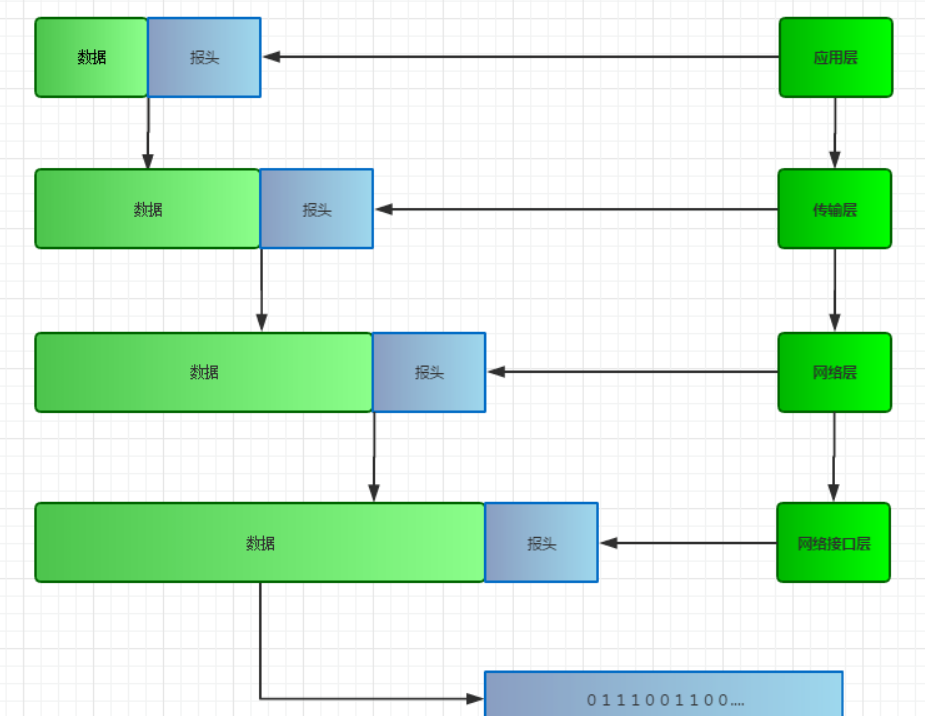 数据
报头
应用层
数据
报头
传输层
数据
报头
网络层
数据
报头
网络接口层
0111001100....